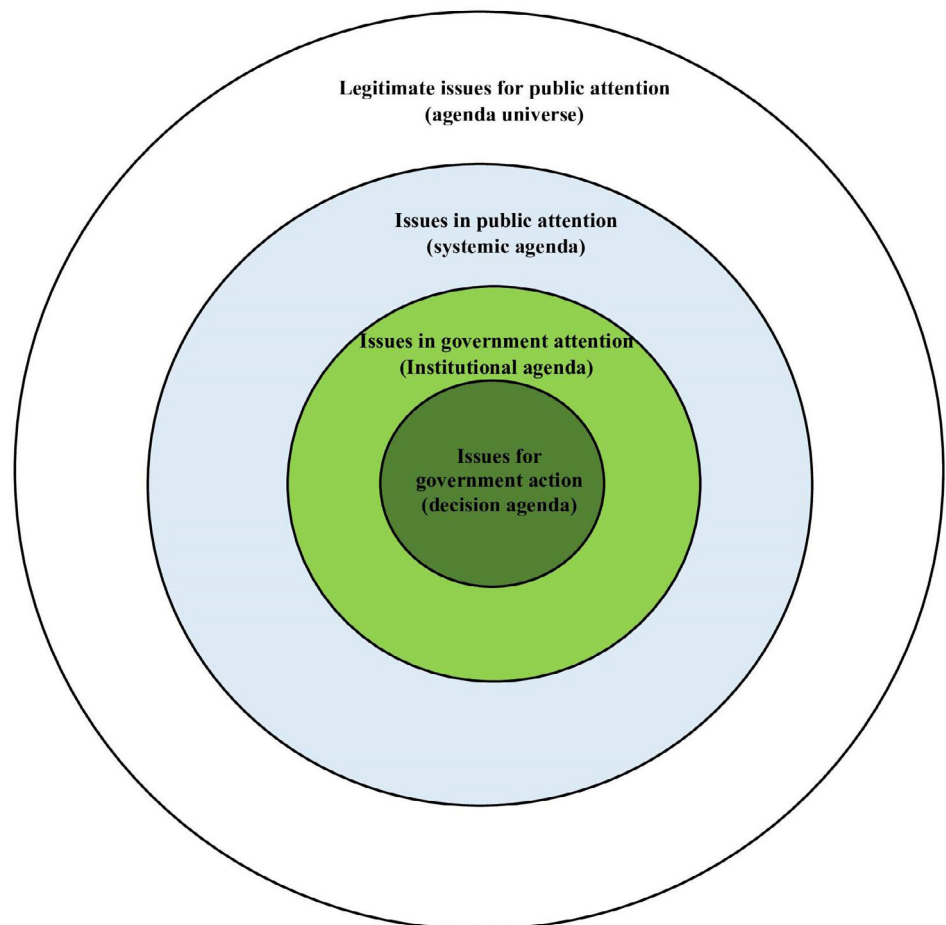 Legitimate issues for public attention
(agenda universe)
Issues in public attention
(systemic agenda)
Issues in government attention
(Institutional agenda)
Issues for
government action
(decision agenda)